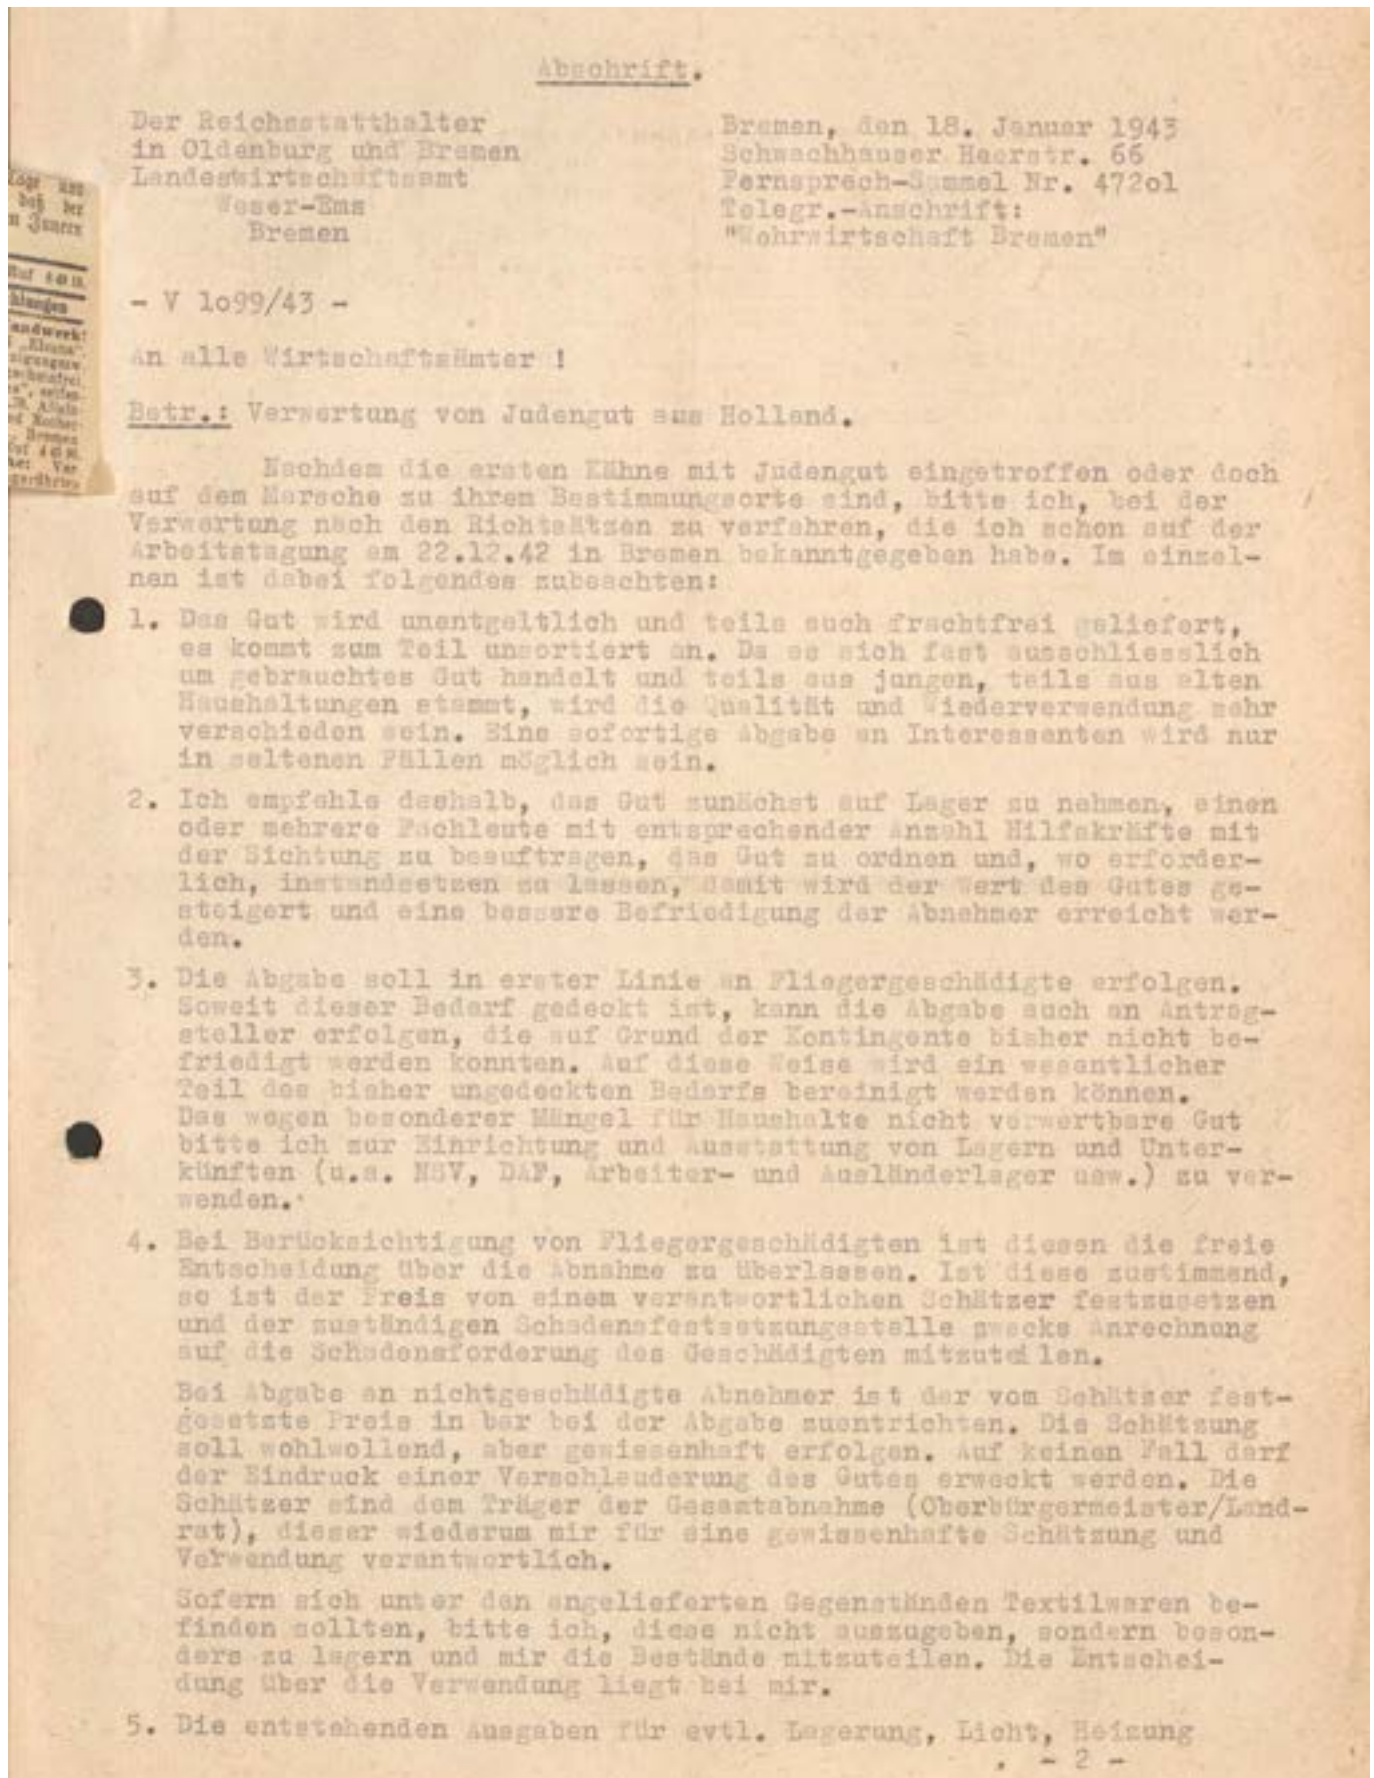 Abschrift.
Der Reichsstatthalter
in Oldenburg und Bremen
Landeswirtschaftsamt
Weser-Ems
Bremen
Bremen, den 18. Januar 1943
Schwachhauser Heerstr. 66
Fernsprech-Sammel Nr. 472o1
Telegr.-Anschrift:
"Wehrwirtschaft Bremen"
daß der
n Innern
- V 1o99/43 -
An alle Wirtschaftsämter !
Betr.: Verwertung von Judengut aus Holland.
Nachdem die ersten Kähne mit Judengut eingetroffen oder doch
auf dem Marsche zu ihrem Bestimmungsorte sind, bitte ich, bei der
Verwertung nach den Richtsätzen zu verfahren, die ich schon auf der
Arbeitstagung am 22.12.42 in Bremen bekanntgegeben habe. Im einzel-
nen ist dabei folgendes zubeachten:
1. Das Gut wird unentgeltlich und teils auch frachtfrei geliefert,
es kommt zum Teil unsortiert an. Da es sich fast ausschliesslich
um gebrauchtes Gut handelt und teils aus jungen, teils aus alten
Haushaltungen stammt, wird die Qualität und Wiederverwendung sehr
verschieden sein. Eine sofortige Abgabe an Interessenten wird nur
in seltenen Fällen möglich sein.
2. Ich empfehle deshalb, das Gut zunächst auf Lager zu nehmen, einen
oder mehrere Fachleute mit entsprechender Anzahl Hilfskräfte mit
der Sichtung zu beauftragen, das Gut zu ordnen und, wo erforder-
lich, instandsetzen zu lassen, damit wird der Wert des Gutes ge-
steigert und eine bessere Befriedigung der Abnehmer erreicht wer-
den.
3. Die Abgabe soll in erster Linie an Fliegergeschädigte erfolgen.
Soweit dieser Bedarf gedeckt ist, kann die Abgabe auch an Antrag-
steller erfolgen, die auf Grund der Kontingente bisher nicht be-
friedigt werden konnten. Auf diese Weise wird ein wesentlicher
Teil des bisher ungedeckten Bedarfs bereinigt werden können.
Das wegen besonderer Mängel für Haushalte nicht verwertbare Gut
bitte ich zur Einrichtung und Ausstattung von Lagern und Unter-
künften (u.a. NSV, DAF, Arbeiter- und Ausländerlager usw.) zu ver-
wenden.
4. Bei Berücksichtigung von Fliegergeschädigten ist diesen die freie
Entscheidung über die Abnahme zu überlassen. Ist diese zustimmend,
so ist der Preis von einem verantwortlichen Schätzer festzusetzen
und der zuständigen Schadensfestsetzungsstelle zwecks Anrechnung
auf die Schadensforderung des Geschädigten mitzuteilen.
Bei Abgabe an nichtgeschädigte Abnehmer ist der vom Schätzer fest-
gesetzte Preis in bar bei der Abgabe zuentrichten. Die Schätzung
soll wohlwollend, aber gewissenhaft erfolgen. Auf keinen Fall darf
der Eindruck einer Verschleuderung des Gutes erweckt werden. Die
Schätzer sind dem Träger der Gesamtabnahme (Oberbürgermeister/Land-
rat), dieser wiederum mir für eine gewissenhafte Schätzung und
Verwendung verantwortlich.
Sofern sich unter den angelieferten Gegenständen Textilwaren be-
finden sollten, bitte ich, diese nicht auszugeben, sondern beson-
ders zu lagern und mir die Bestände mitzuteilen. Die Entschei-
dung über die Verwendung liegt bei mir.
5. Die entstehenden Ausgaben für evtl. Lagerung, Licht, Heizung
- 2 -